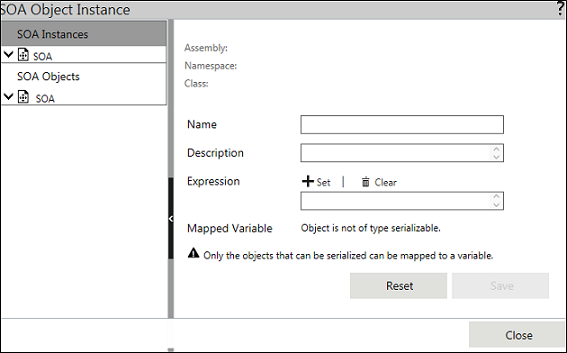 SOA Object Instance ?
SOA Instances
SOA
SOA Objects
SOA
Assembly:
Namespace:
Class:
Name
Description
Expression Set | Clear
Mapped Variable Object is not of type serializable.
Only the objects that can be serialized can be mapped to a variable.
Reset Save
Close